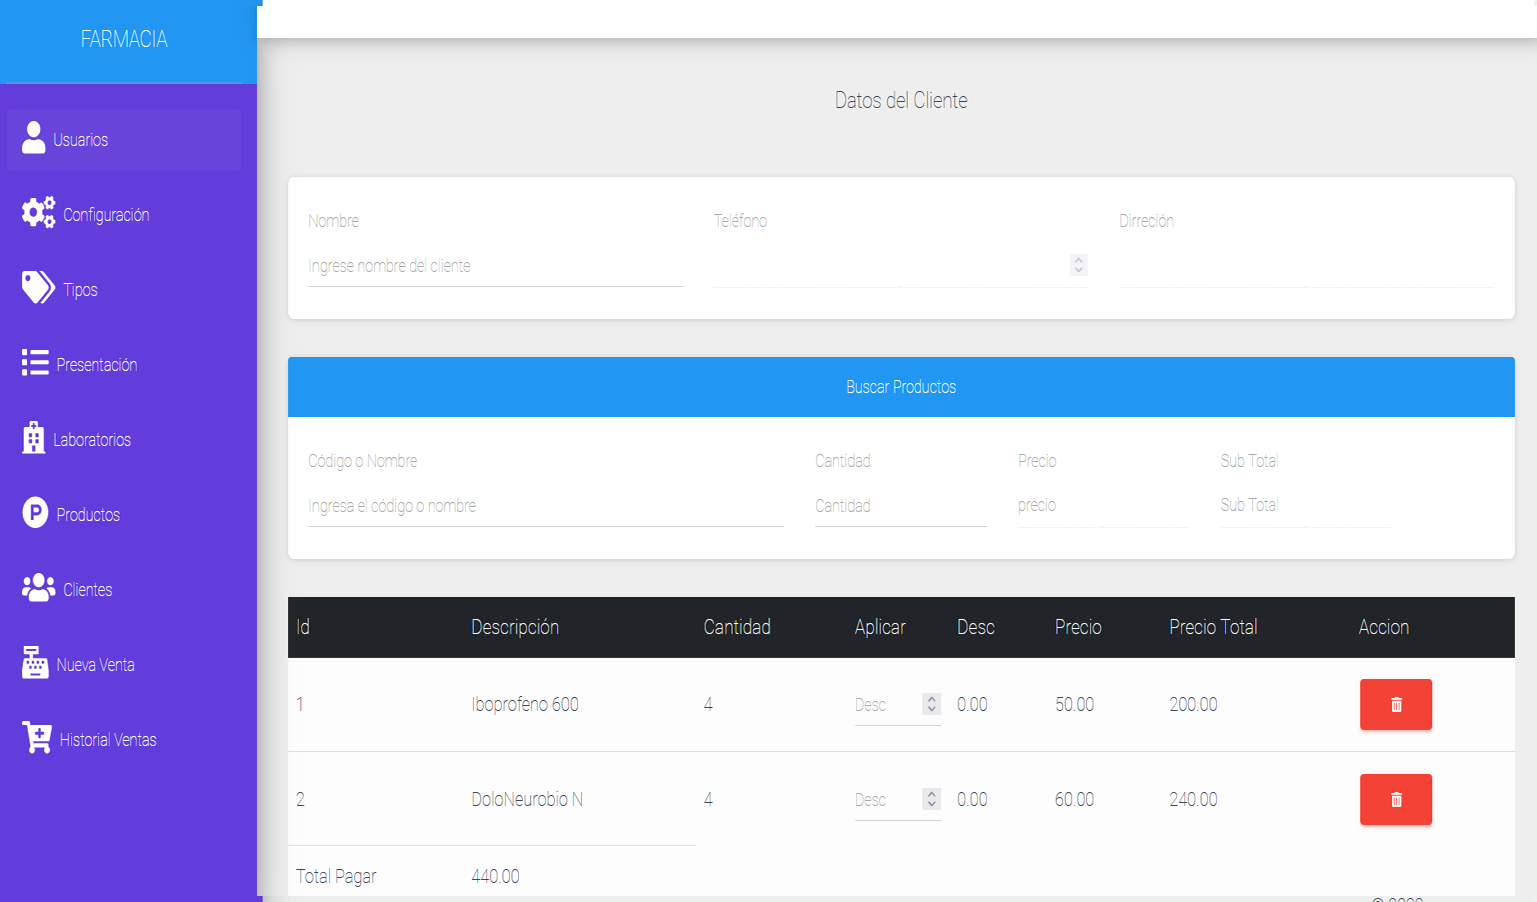 FARMACIA
Usuarios
Configuración
Tipos
Presentación
Laboratorios
P Productos
Clientes
Nueva Venta
Historial Ventas
Datos del Cliente
Nombre Teléfono Dirreción
Ingrese nombre del cliente
Buscar Productos
Código o Nombre Cantidad Precio Sub Total
Ingresa el código o nombre Cantidad precio Sub Total
Id Descripción Cantidad Aplicar Desc Precio Precio Total Accion
1 Iboprofeno 600 4 Desc 0.00 50.00 200.00
2 DoloNeurobio N 4 Desc 0.00 60.00 240.00
Total Pagar 440.00